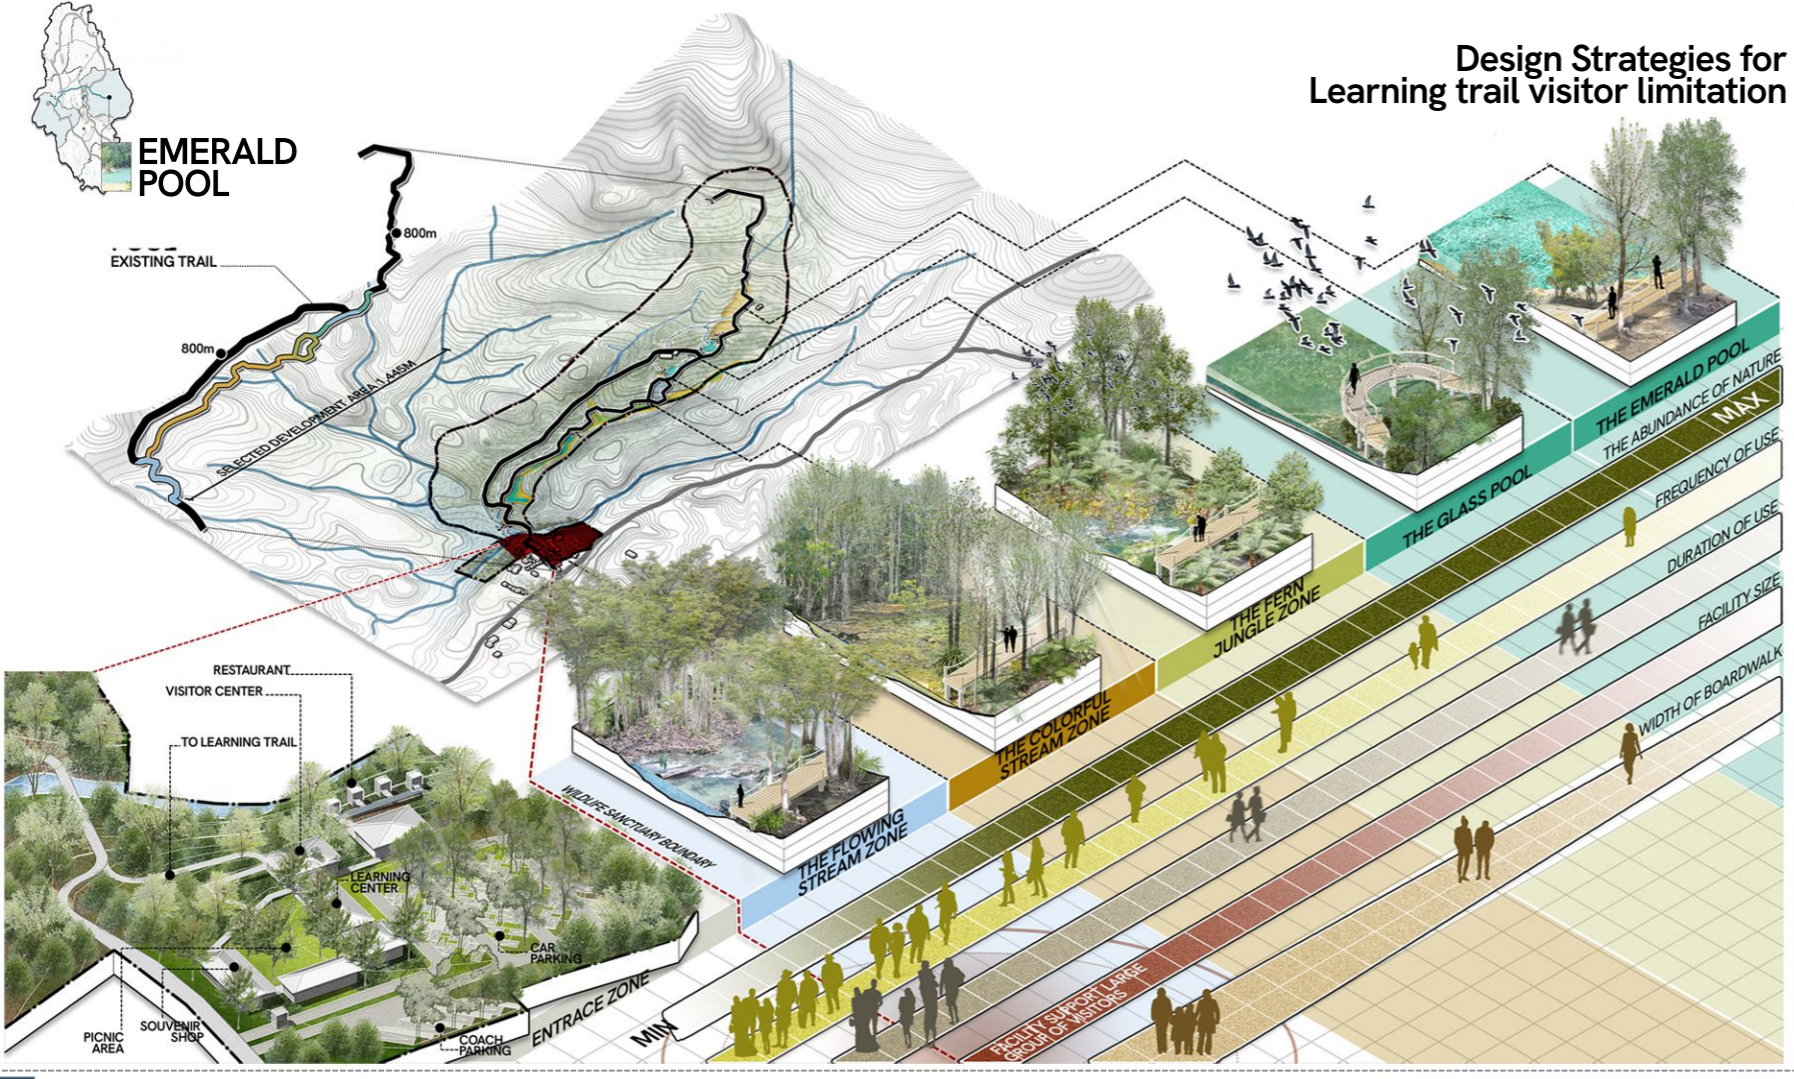 Design Strategies for
Learning trail visitor limitation
EMERALD
POOL
800m
EXISTING TRAIL
800m
SELECTED DEVELOPMENT AREA 1,445M
THE EMERALD POOL
THE ABUNDANCE OF NATURE
MAX
FREQUENCY OF USE
THE GLASS POOL
DURATION OF USE
FACILITY SIZE
THE FERN
JUNGLE ZONE
WIDTH OF BOARDWALK
THE COLORFUL
STREAM ZONE
WILDLIFE SANCTUARY BOUNDARY
THE FLOWING
STREAM ZONE
RESTAURANT
VISITOR CENTER
TO LEARNING TRAIL
LEARNING
CENTER
CAR
PARKING
PICNIC
AREA
SOUVENIR
SHOP
COACH
PARKING
ENTRACE ZONE
MIN
FACILITY SUPPORT LARGE
GROUP OF VISITORS